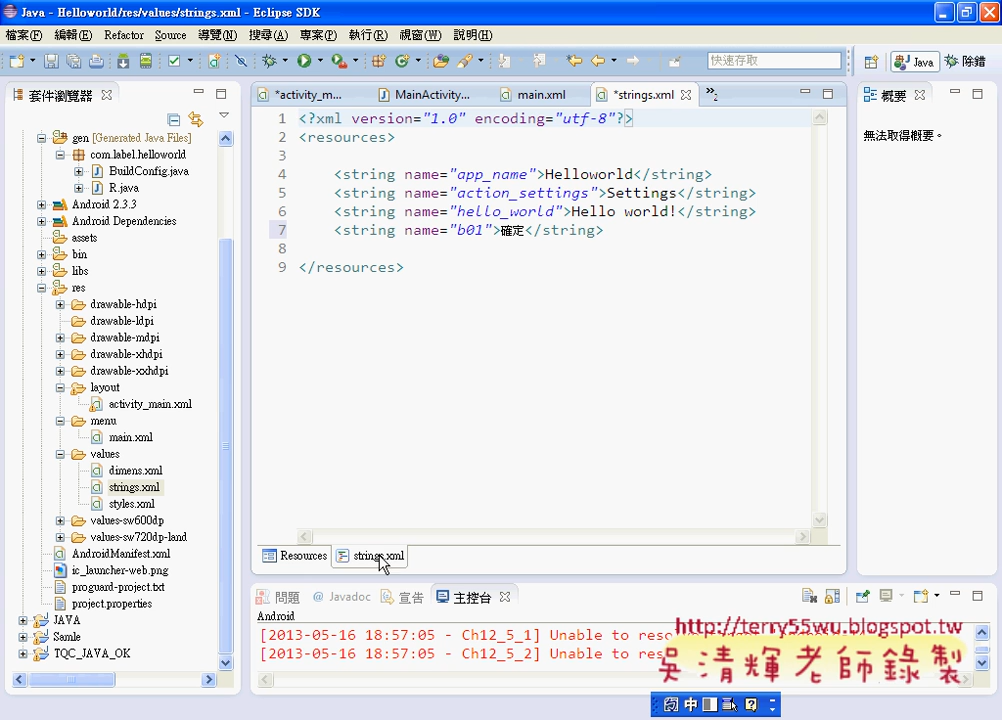 Java - Helloworld/res/values/strings.xml - Eclipse SDK
檔案(F) 編輯(E) Refactor Source 導覽(N) 搜尋(A) 專案(P) 執行(R) 視窗(W) 說明(H)
快速存取
Java
除錯
套件瀏覽器
gen [Generated Java Files]
com.label.helloworld
BuildConfig.java
R.java
Android 2.3.3
Android Dependencies
assets
bin
libs
res
drawable-hdpi
drawable-ldpi
drawable-mdpi
drawable-xhdpi
drawable-xxhdpi
layout
activity_main.xml
menu
main.xml
values
dimens.xml
strings.xml
styles.xml
values-sw600dp
values-sw720dp-land
AndroidManifest.xml
ic_launcher-web.png
proguard-project.txt
project.properties
JAVA
Samle
TQC_JAVA_OK
*activity_m... MainActivity... main.xml *strings.xml »2
1 <?xml version="1.0" encoding="utf-8"?>
2 <resources>
3
4 <string name="app_name">Helloworld</string>
5 <string name="action_settings">Settings</string>
6 <string name="hello_world">Hello world!</string>
7 <string name="b01">確定</string>
8
9 </resources>
Resources strings.xml
概要
無法取得概要。
問題 @ Javadoc 宣告 主控台
Android
[2013-05-16 18:57:05 - Ch12_5_1] Unable to reso
[2013-05-16 18:57:05 - Ch12_5_2] Unable to res
http://terry55wu.blogspot.tw
吳清輝老師錄製
中